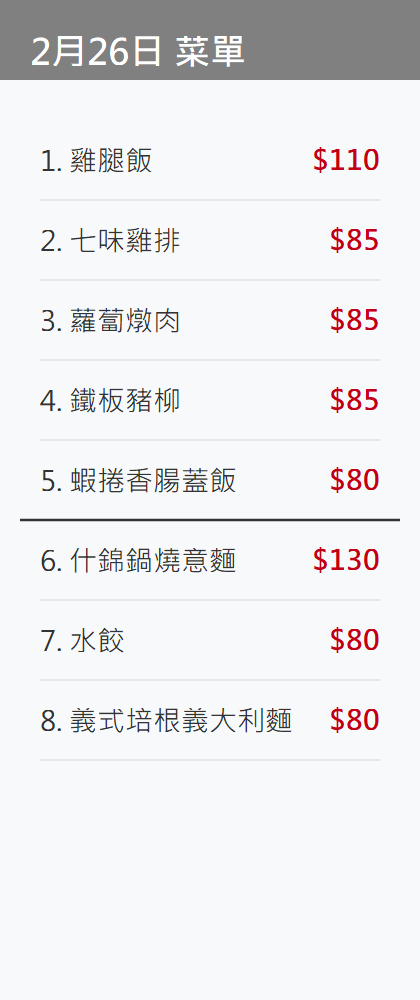 2月26日 菜單
1. 雞腿飯 $110
2. 七味雞排 $85
3. 蘿蔔燉肉 $85
4. 鐵板豬柳 $85
5. 蝦捲香腸蓋飯 $80
6. 什錦鍋燒意麵 $130
7. 水餃 $80
8. 義式培根義大利麵 $80